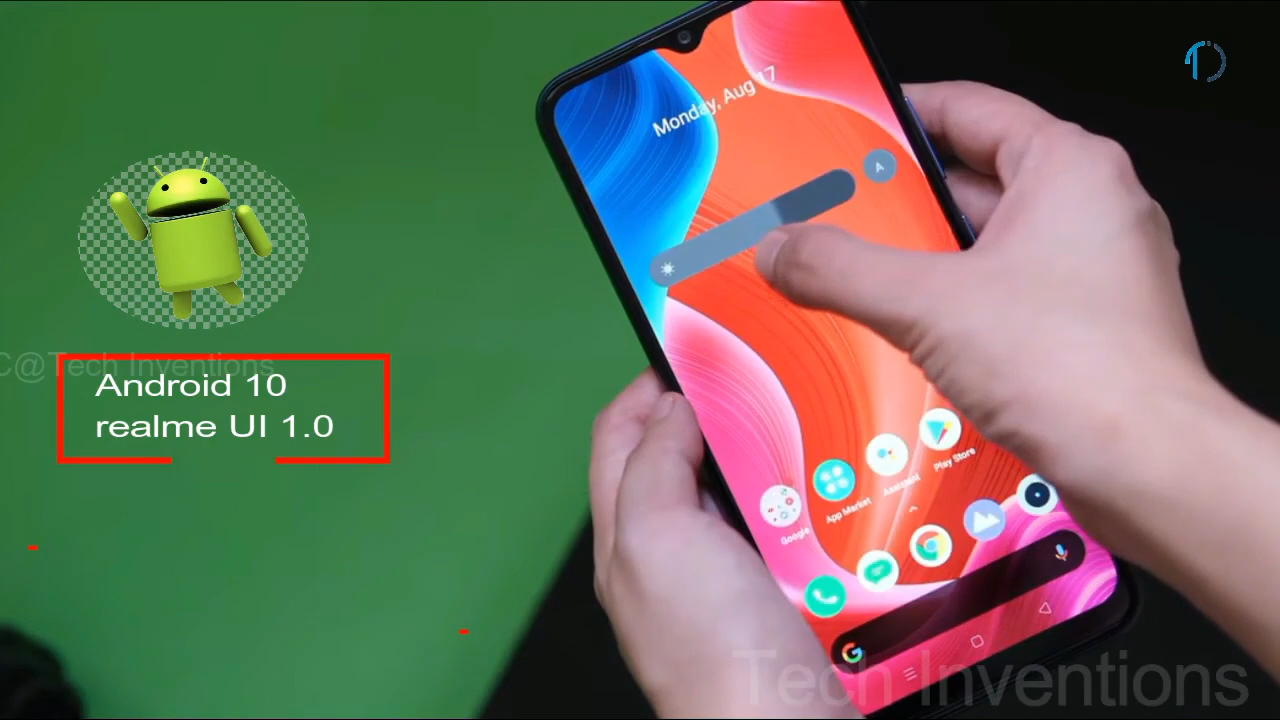 Monday, Aug 17
A
C@Tech Inventions
Android 10
realme UI 1.0
Play Store
Assistant
App Market
Google
Tech Inventions